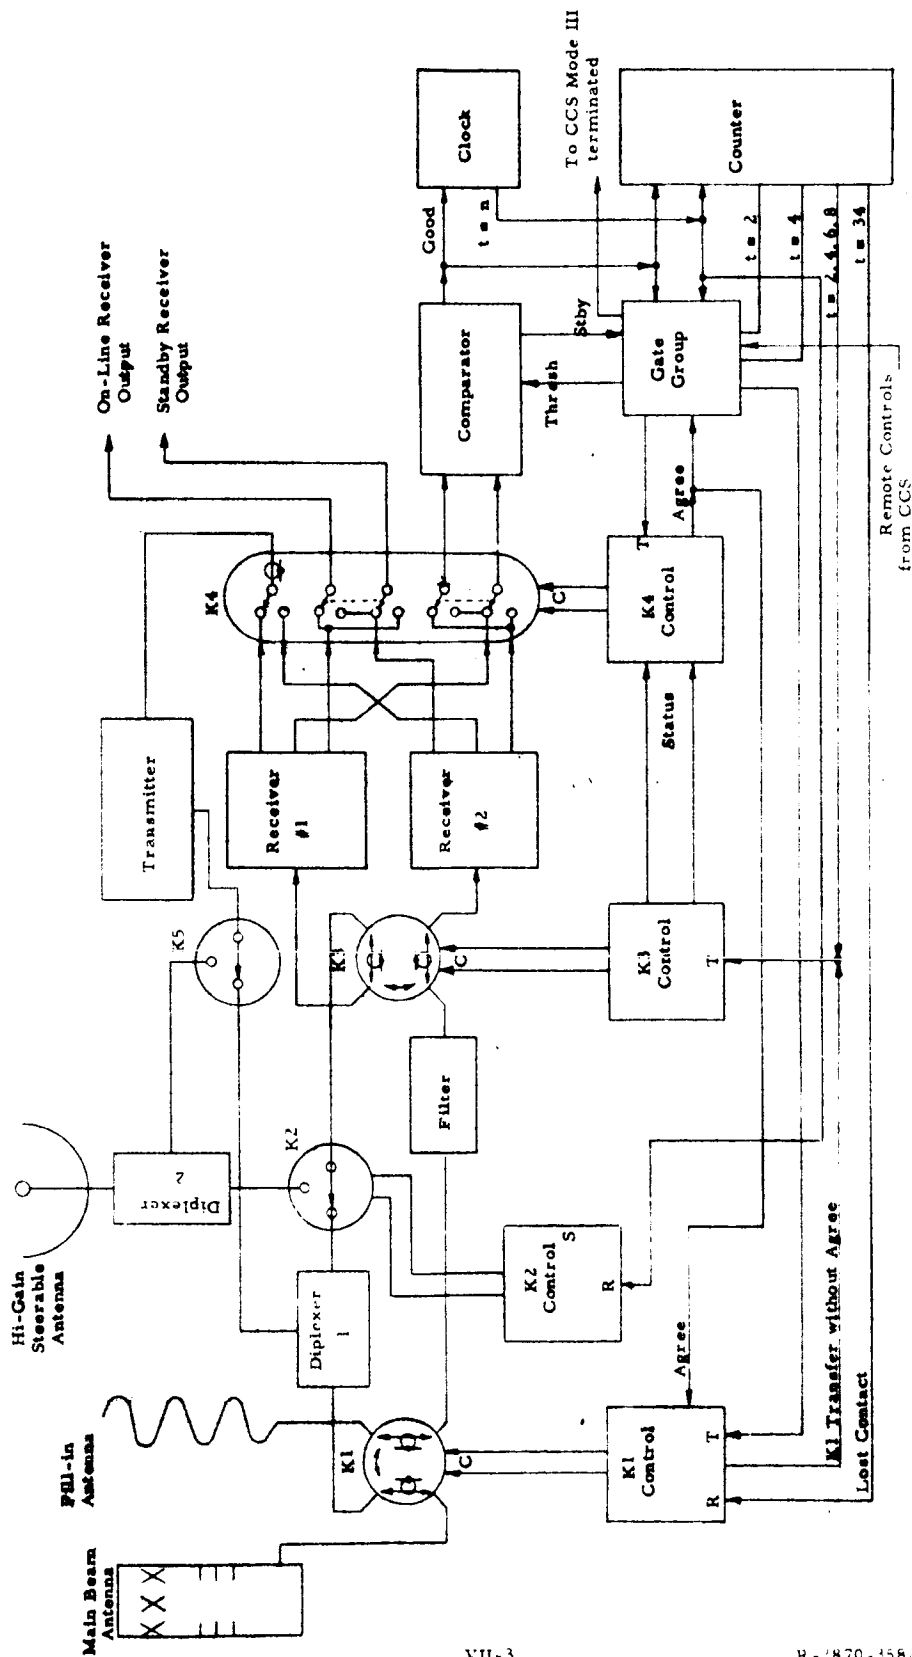 Main Beam
Antenna
Fill-in
Antenna
Hi-Gain
Steerable
Antenna
Diplexer
2
K2
K5
Transmitter
On-Line Receiver
Output
Standby Receiver
Output
K1
C
Diplexer
1
Filter
K3
C
Receiver
#1
Receiver
#2
K4
C
Comparator
Good
Clock
t = n
Thresh
Stby
To CCS Mode III
terminated
K1
Control
R
T
Agree
K2
Control
S
R
K3
Control
T
Status
K4
Control
T
Agree
Gate
Group
Counter
t = 2
t = 4
t = 2, 4, 6, 8
t = 34
Remote Controls
from CCS
K1 Transfer without Agree
Lost Contact
VII-3